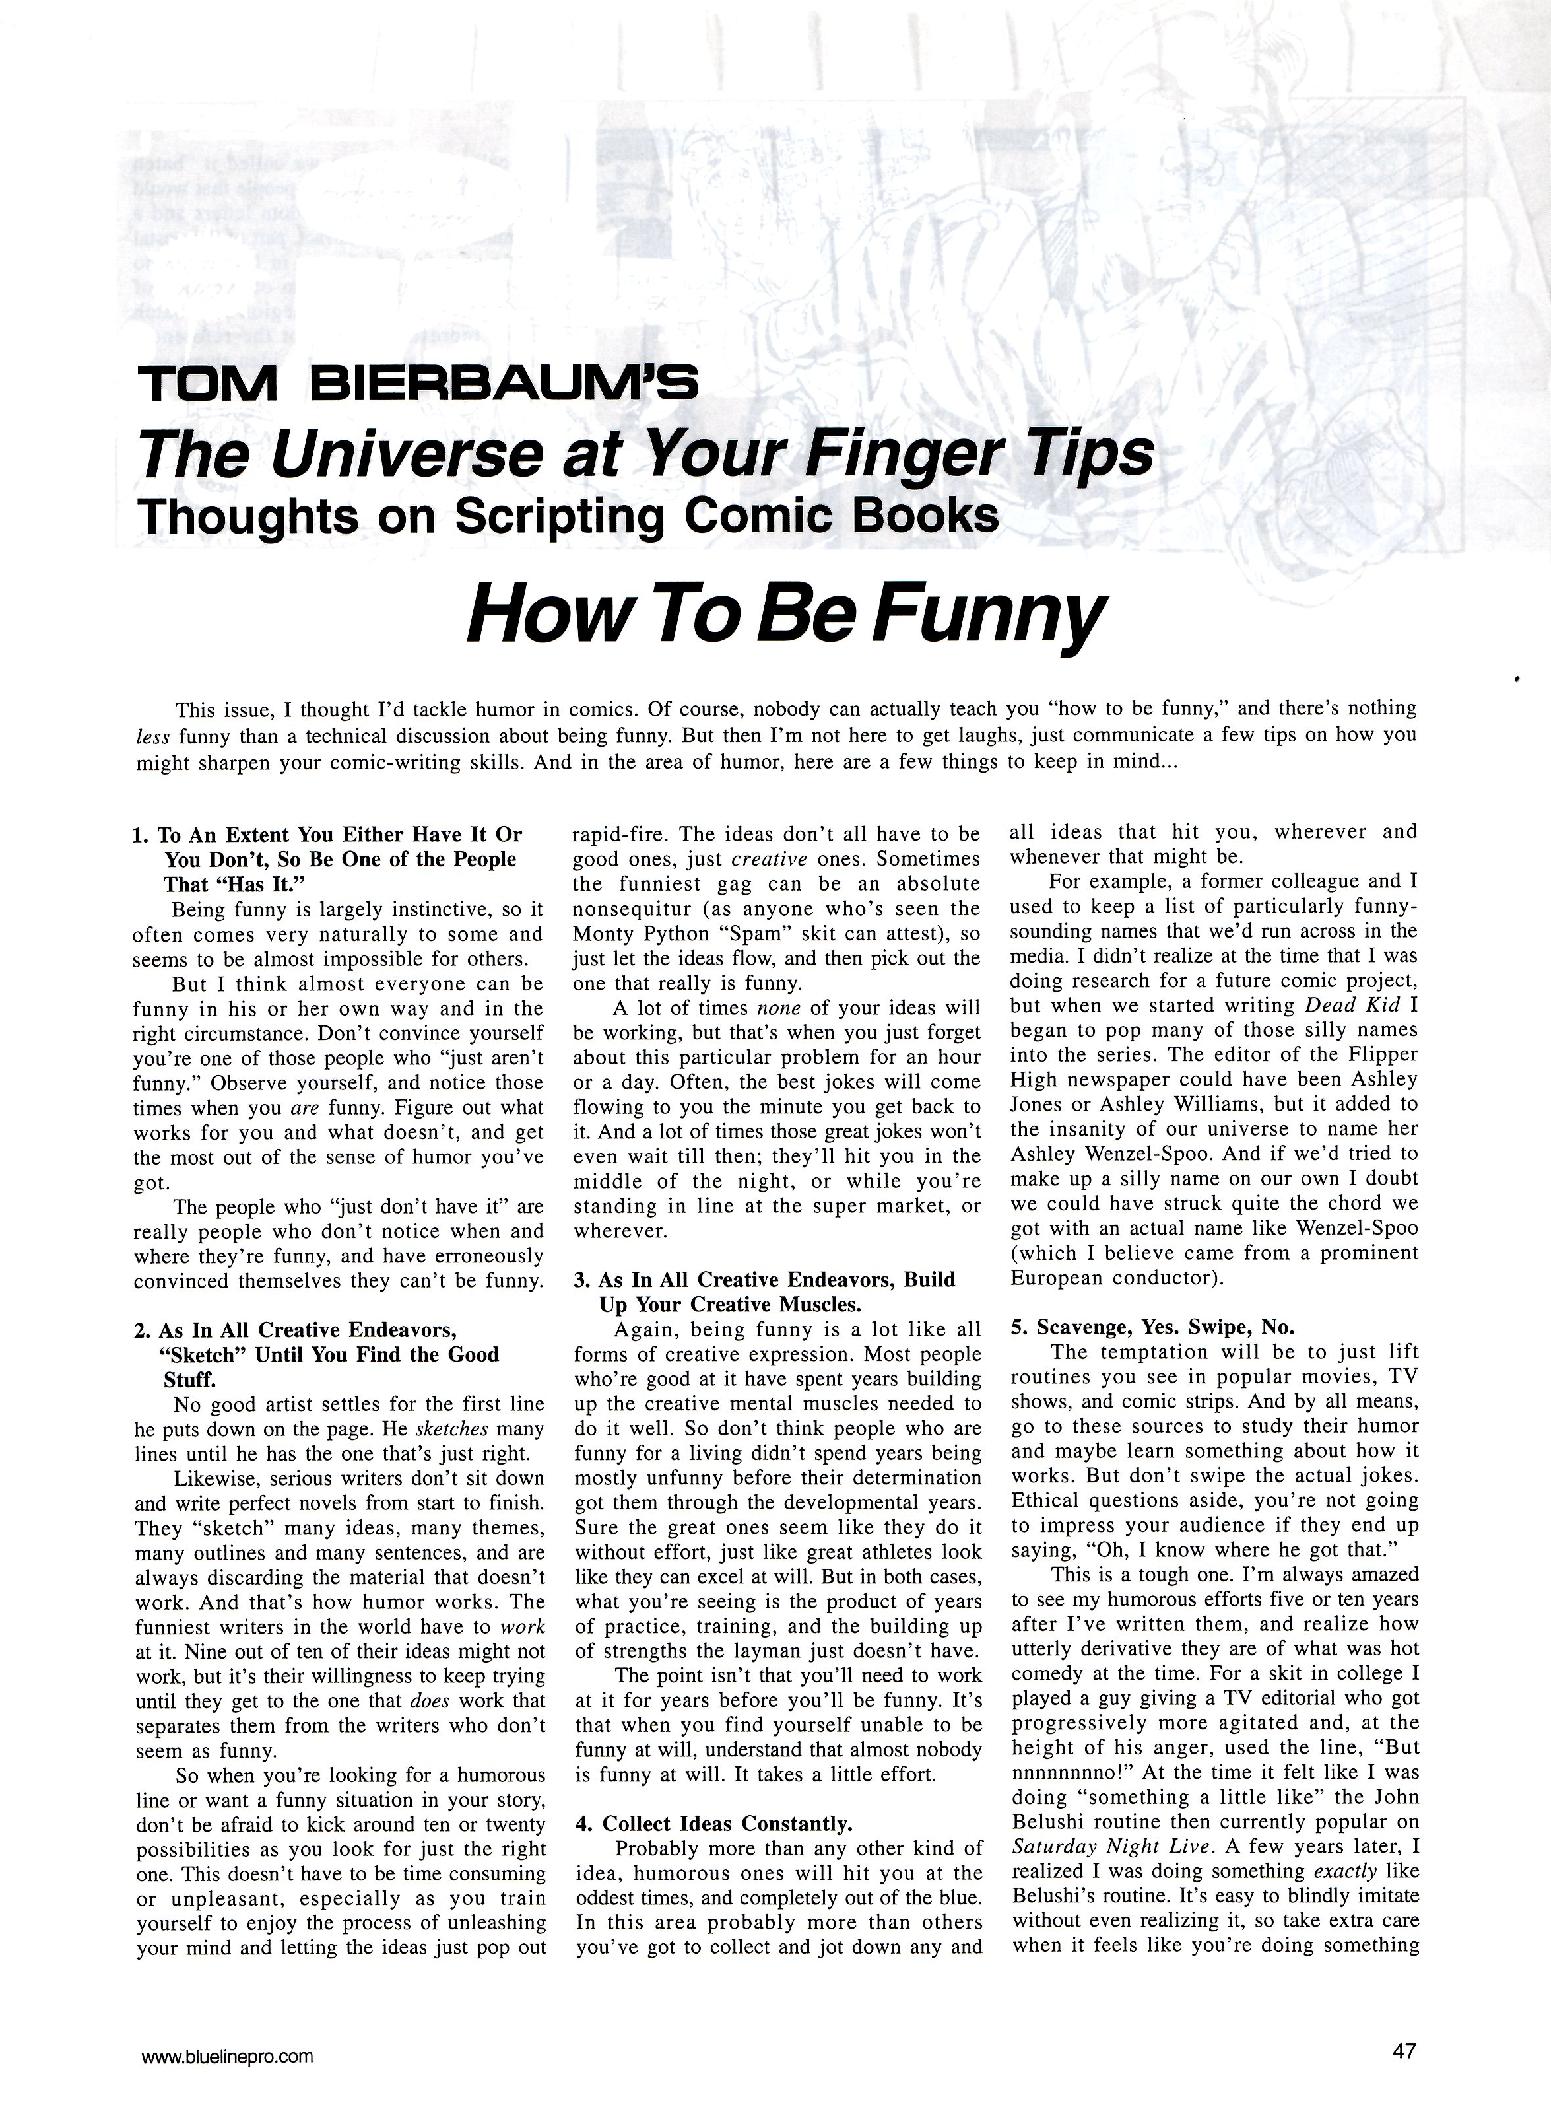 TOM BIERBAUM'S
The Universe at Your Finger Tips
Thoughts on Scripting Comic Books
How To Be Funny
This issue, I thought I'd tackle humor in comics. Of course, nobody can actually teach you “how to be funny,” and there's nothing
less funny than a technical discussion about being funny. But then I'm not here to get laughs, just communicate a few tips on how you
might sharpen your comic-writing skills. And in the area of humor, here are a few things to keep in mind...
1. To An Extent You Either Have It Or
You Don't, So Be One of the People
That “Has It.”
Being funny is largely instinctive, so it
often comes very naturally to some and
seems to be almost impossible for others.
But I think almost everyone can be
funny in his or her own way and in the
right circumstance. Don't convince yourself
you're one of those people who “just aren't
funny.” Observe yourself, and notice those
times when you are funny. Figure out what
works for you and what doesn't, and get
the most out of the sense of humor you've
got.
The people who “just don't have it” are
really people who don't notice when and
where they're funny, and have erroneously
convinced themselves they can't be funny.
2. As In All Creative Endeavors,
“Sketch” Until You Find the Good
Stuff.
No good artist settles for the first line
he puts down on the page. He sketches many
lines until he has the one that's just right.
Likewise, serious writers don't sit down
and write perfect novels from start to finish.
They “sketch” many ideas, many themes,
many outlines and many sentences, and are
always discarding the material that doesn't
work. And that's how humor works. The
funniest writers in the world have to work
at it. Nine out of ten of their ideas might not
work, but it's their willingness to keep trying
until they get to the one that does work that
separates them from the writers who don't
seem as funny.
So when you're looking for a humorous
line or want a funny situation in your story,
don't be afraid to kick around ten or twenty
possibilities as you look for just the right
one. This doesn't have to be time consuming
or unpleasant, especially as you train
yourself to enjoy the process of unleashing
your mind and letting the ideas just pop out
rapid-fire. The ideas don't all have to be
good ones, just creative ones. Sometimes
the funniest gag can be an absolute
nonsequitur (as anyone who's seen the
Monty Python “Spam” skit can attest), so
just let the ideas flow, and then pick out the
one that really is funny.
A lot of times none of your ideas will
be working, but that's when you just forget
about this particular problem for an hour
or a day. Often, the best jokes will come
flowing to you the minute you get back to
it. And a lot of times those great jokes won't
even wait till then; they'll hit you in the
middle of the night, or while you're
standing in line at the super market, or
wherever.
3. As In All Creative Endeavors, Build
Up Your Creative Muscles.
Again, being funny is a lot like all
forms of creative expression. Most people
who're good at it have spent years building
up the creative mental muscles needed to
do it well. So don't think people who are
funny for a living didn't spend years being
mostly unfunny before their determination
got them through the developmental years.
Sure the great ones seem like they do it
without effort, just like great athletes look
like they can excel at will. But in both cases,
what you're seeing is the product of years
of practice, training, and the building up
of strengths the layman just doesn't have.
The point isn't that you'll need to work
at it for years before you'll be funny. It's
that when you find yourself unable to be
funny at will, understand that almost nobody
is funny at will. It takes a little effort.
4. Collect Ideas Constantly.
Probably more than any other kind of
idea, humorous ones will hit you at the
oddest times, and completely out of the blue.
In this area probably more than others
you've got to collect and jot down any and
all ideas that hit you, wherever and
whenever that might be.
For example, a former colleague and I
used to keep a list of particularly funny-
sounding names that we'd run across in the
media. I didn't realize at the time that I was
doing research for a future comic project,
but when we started writing Dead Kid I
began to pop many of those silly names
into the series. The editor of the Flipper
High newspaper could have been Ashley
Jones or Ashley Williams, but it added to
the insanity of our universe to name her
Ashley Wenzel-Spoo. And if we'd tried to
make up a silly name on our own I doubt
we could have struck quite the chord we
got with an actual name like Wenzel-Spoo
(which I believe came from a prominent
European conductor).
5. Scavenge, Yes. Swipe, No.
The temptation will be to just lift
routines you see in popular movies, TV
shows, and comic strips. And by all means,
go to these sources to study their humor
and maybe learn something about how it
works. But don't swipe the actual jokes.
Ethical questions aside, you're not going
to impress your audience if they end up
saying, “Oh, I know where he got that.”
This is a tough one. I'm always amazed
to see my humorous efforts five or ten years
after I've written them, and realize how
utterly derivative they are of what was hot
comedy at the time. For a skit in college I
played a guy giving a TV editorial who got
progressively more agitated and, at the
height of his anger, used the line, “But
nnnnnnnno!” At the time it felt like I was
doing “something a little like” the John
Belushi routine then currently popular on
Saturday Night Live. A few years later, I
realized I was doing something exactly like
Belushi's routine. It's easy to blindly imitate
without even realizing it, so take extra care
when it feels like you're doing something
www.bluelinepro.com
47